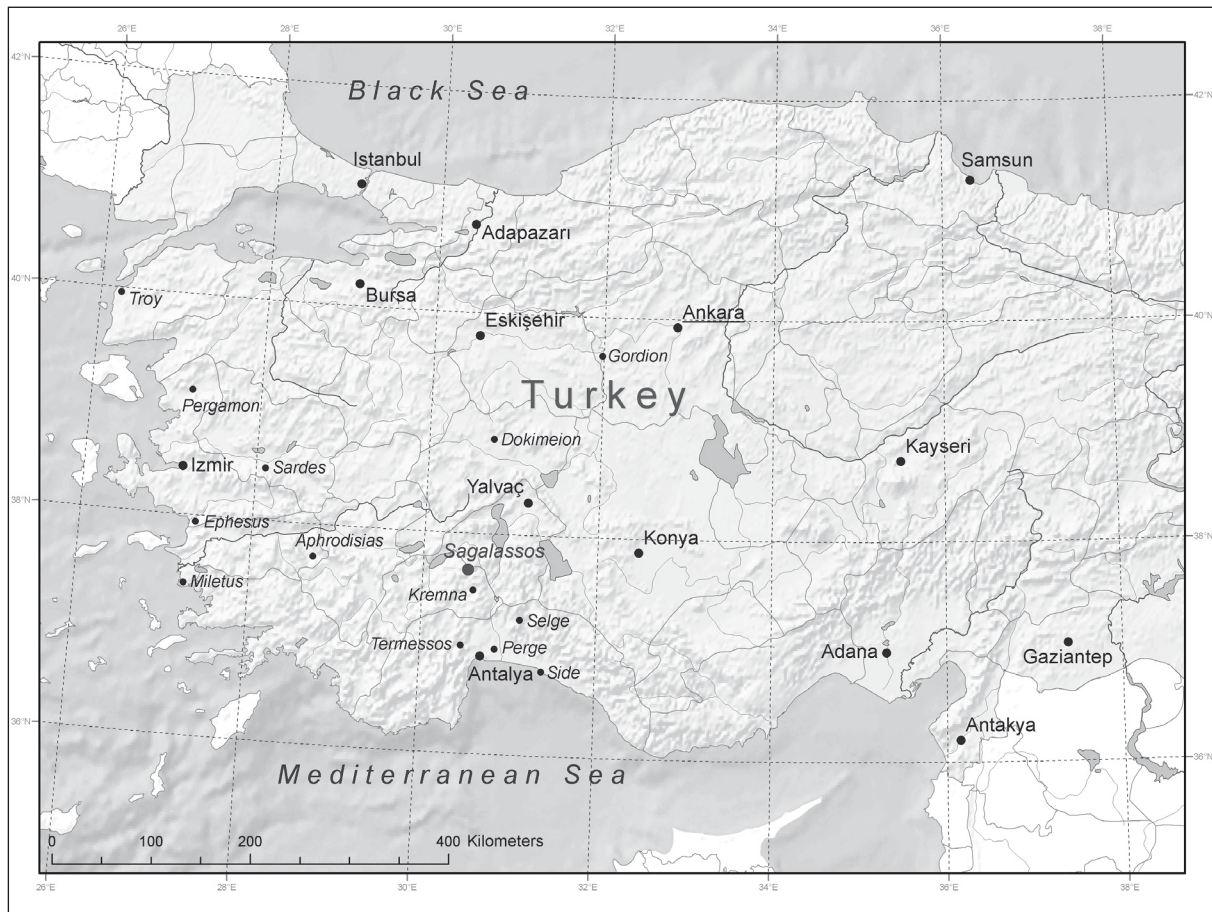 26°E 28°E 30°E 32°E 34°E 36°E 36°E
42°N
Black Sea
42°N
Istanbul
Samsun
Adapazarı
40°N
Troy
Bursa
Eskişehir
Ankara
40°N
Gordion
Turkey
Pergamon
Dokimeion
Kayseri
Izmir
Sardes
Yalvaç
38°N
Ephesus
Aphrodisias
Sagalassos
Konya
38°N
Miletus
Kremna
Selge
Termessos
Perge
Antalya
Side
Adana
Gaziantep
36°N
Antakya
36°N
Mediterranean Sea
0 100 200 400 Kilometers
26°E 28°E 30°E 32°E 34°E 36°E 38°E